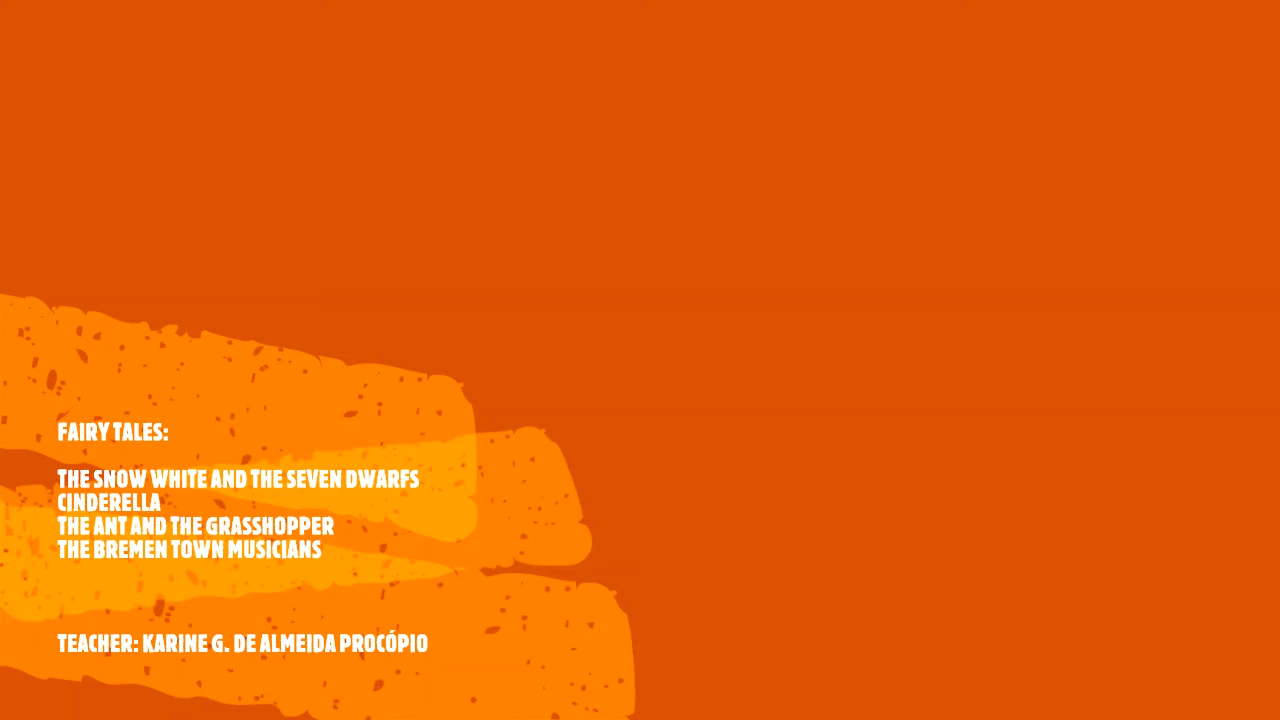 FAIRY TALES:
THE SNOW WHITE AND THE SEVEN DWARFS
CINDERELLA
THE ANT AND THE GRASSHOPPER
THE BREMEN TOWN MUSICIANS
TEACHER: KARINE G. DE ALMEIDA PROCÓPIO